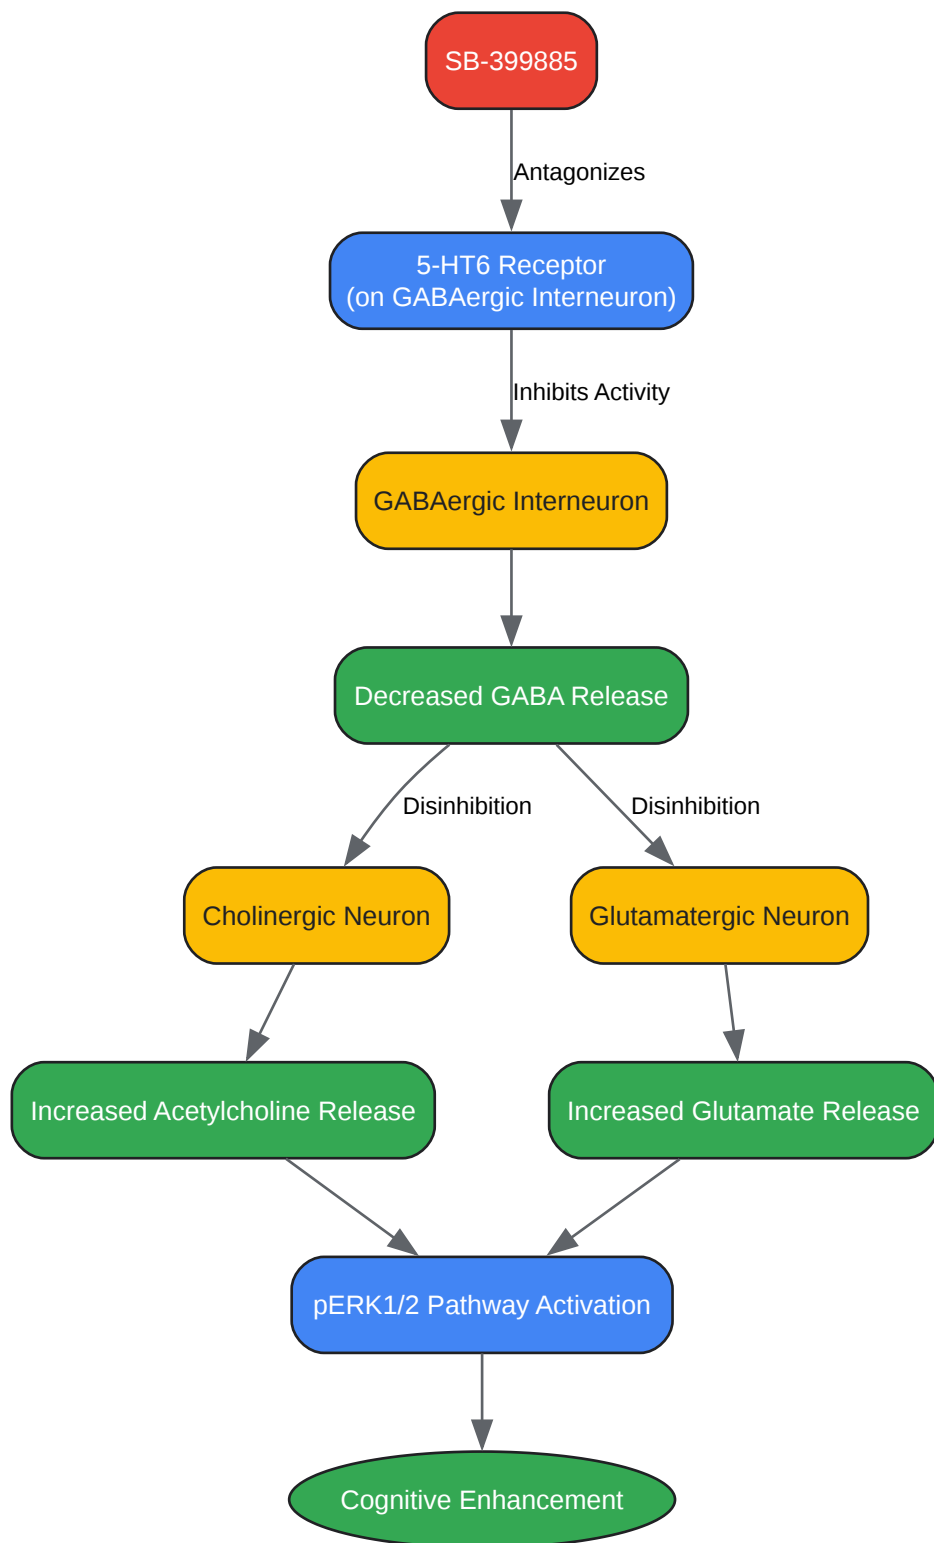 SB-399885
Antagonizes
5-HT6 Receptor
(on GABAergic Interneuron)
Inhibits Activity
GABAergic Interneuron
Decreased GABA Release
Disinhibition
Disinhibition
Cholinergic Neuron
Glutamatergic Neuron
Increased Acetylcholine Release
Increased Glutamate Release
pERK1/2 Pathway Activation
Cognitive Enhancement